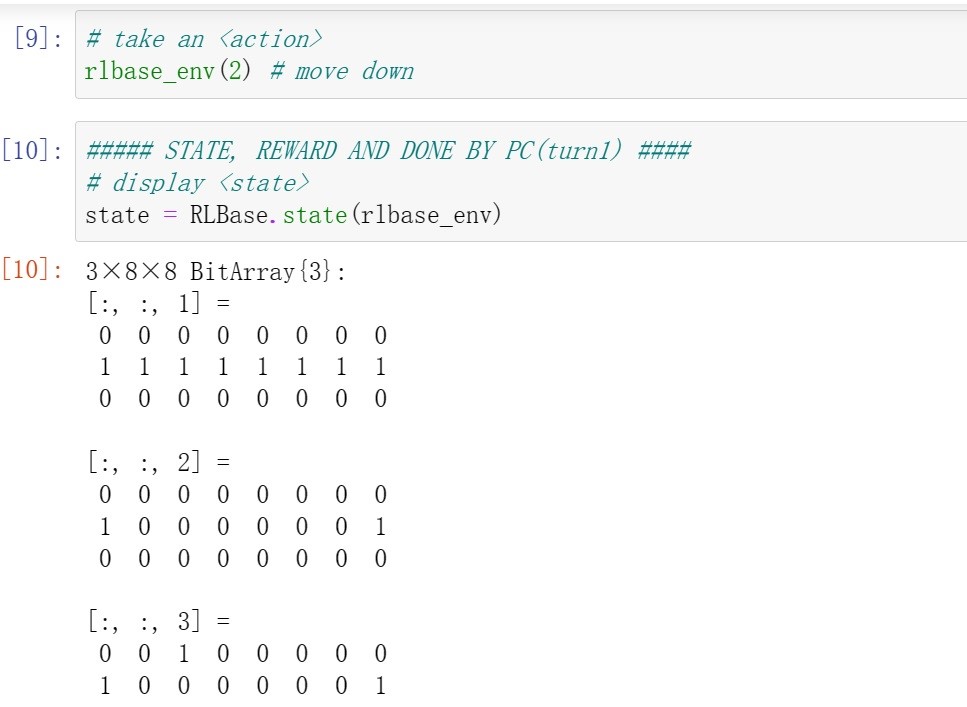 [9]: # take an <action>
rlbase_env(2) # move down
[10]: ##### STATE, REWARD AND DONE BY PC(turn1) ####
# display <state>
state = RLBase.state(rlbase_env)
[10]: 3×8×8 BitArray{3}:
[:, :, 1] =
0 0 0 0 0 0 0 0
1 1 1 1 1 1 1 1
0 0 0 0 0 0 0 0
[:, :, 2] =
0 0 0 0 0 0 0 0
1 0 0 0 0 0 0 1
0 0 0 0 0 0 0 0
[:, :, 3] =
0 0 1 0 0 0 0 0
1 0 0 0 0 0 0 1